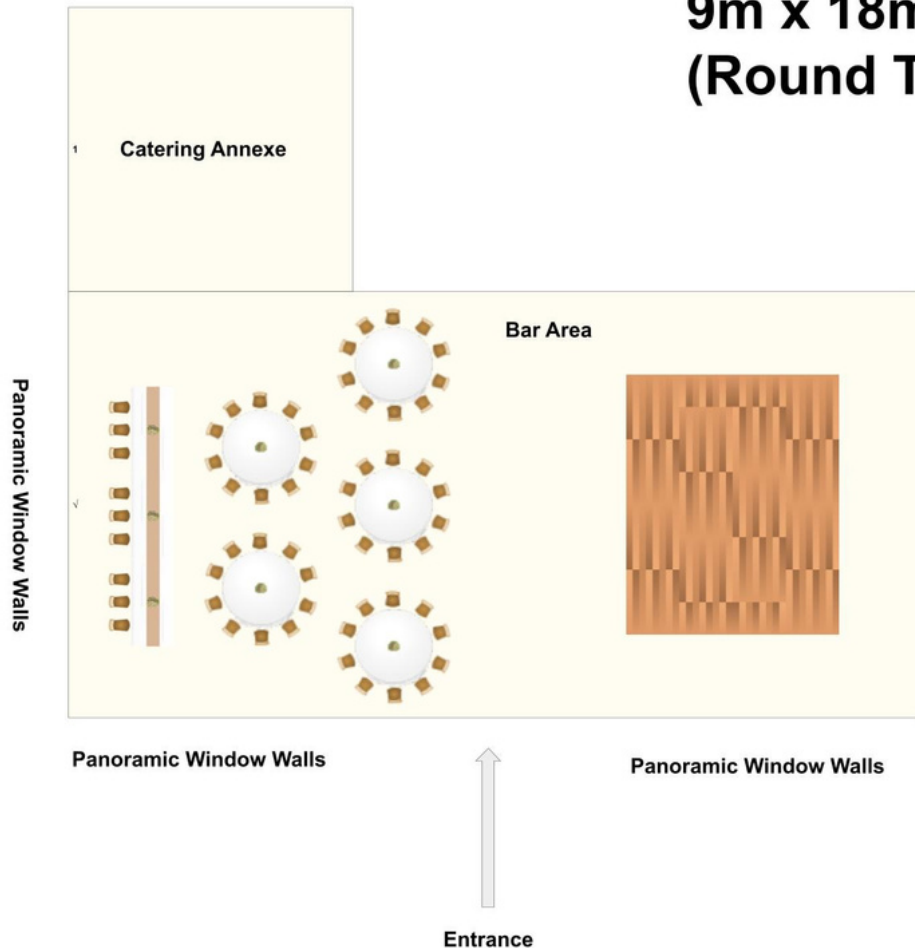 9m x 18m
(Round T
1
Catering Annexe
Bar Area
Panoramic Window Walls
Panoramic Window Walls
Panoramic Window Walls
Entrance